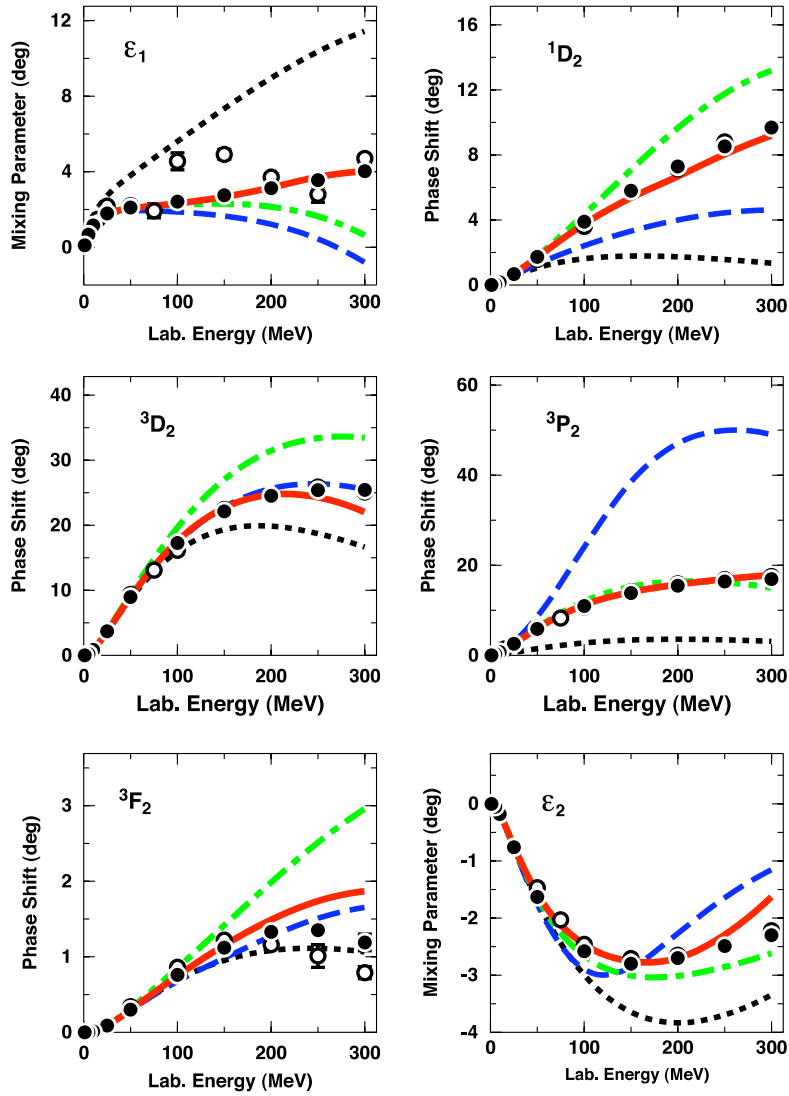 ε1
Mixing Parameter (deg)
12
8
4
0
0 100 200 300
Lab. Energy (MeV)
1D2
Phase Shift (deg)
16
12
8
4
0
0 100 200 300
Lab. Energy (MeV)
3D2
Phase Shift (deg)
40
30
20
10
0
0 100 200 300
Lab. Energy (MeV)
3P2
Phase Shift (deg)
60
40
20
0
0 100 200 300
Lab. Energy (MeV)
3F2
Phase Shift (deg)
3
2
1
0
0 100 200 300
Lab. Energy (MeV)
ε2
Mixing Parameter (deg)
0
-1
-2
-3
-4
0 100 200 300
Lab. Energy (MeV)